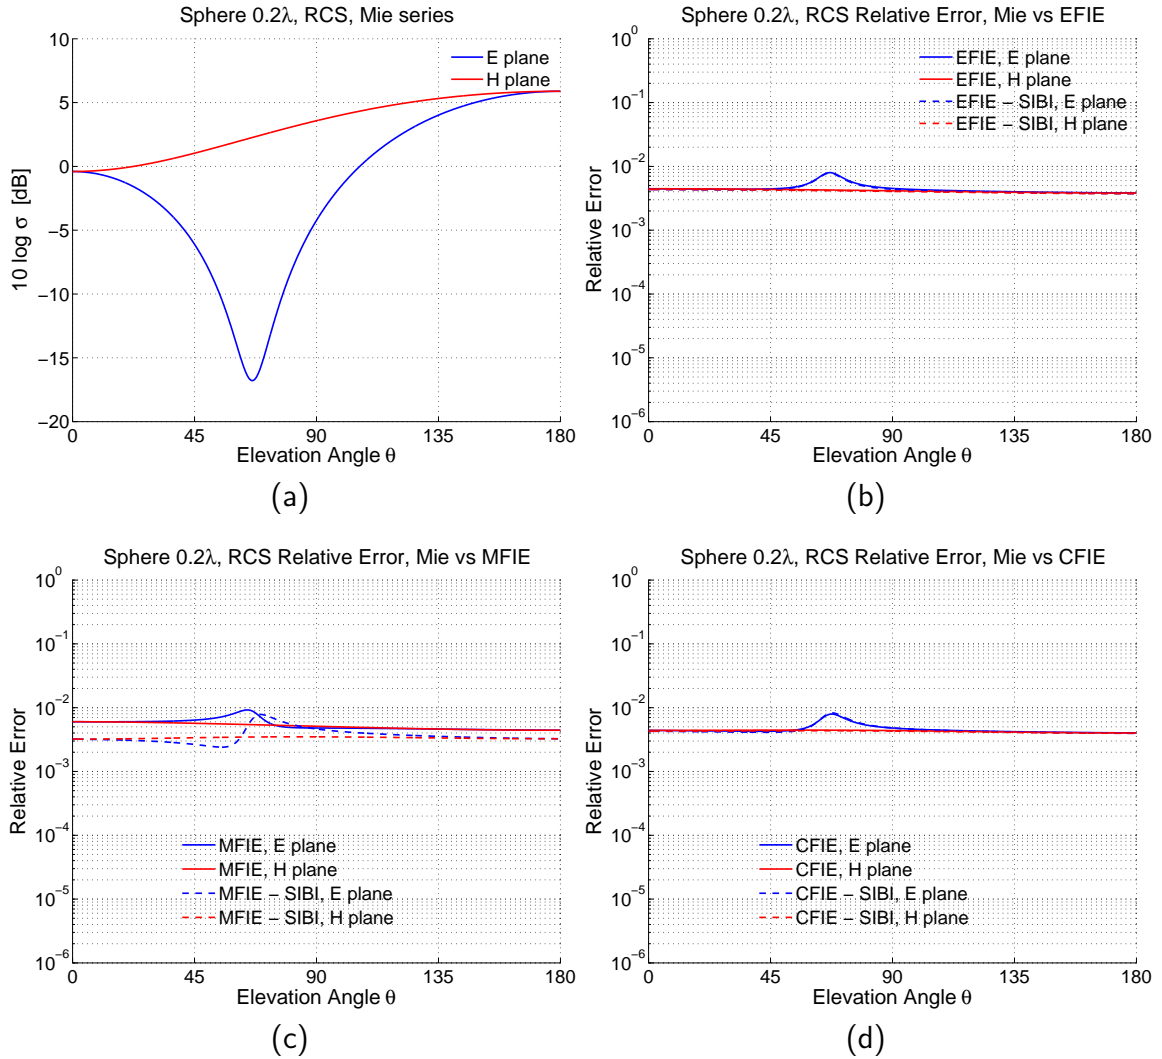 Sphere 0.2λ, RCS, Mie series
10
5
0
−5
−10
−15
−20
10 log σ [dB]
E plane
H plane
0 45 90 135 180
Elevation Angle θ
(a)
Sphere 0.2λ, RCS Relative Error, Mie vs EFIE
10^0
10^−1
10^−2
10^−3
10^−4
10^−5
10^−6
Relative Error
EFIE, E plane
EFIE, H plane
EFIE − SIBI, E plane
EFIE − SIBI, H plane
0 45 90 135 180
Elevation Angle θ
(b)
Sphere 0.2λ, RCS Relative Error, Mie vs MFIE
10^0
10^−1
10^−2
10^−3
10^−4
10^−5
10^−6
Relative Error
MFIE, E plane
MFIE, H plane
MFIE − SIBI, E plane
MFIE − SIBI, H plane
0 45 90 135 180
Elevation Angle θ
(c)
Sphere 0.2λ, RCS Relative Error, Mie vs CFIE
10^0
10^−1
10^−2
10^−3
10^−4
10^−5
10^−6
Relative Error
CFIE, E plane
CFIE, H plane
CFIE − SIBI, E plane
CFIE − SIBI, H plane
0 45 90 135 180
Elevation Angle θ
(d)